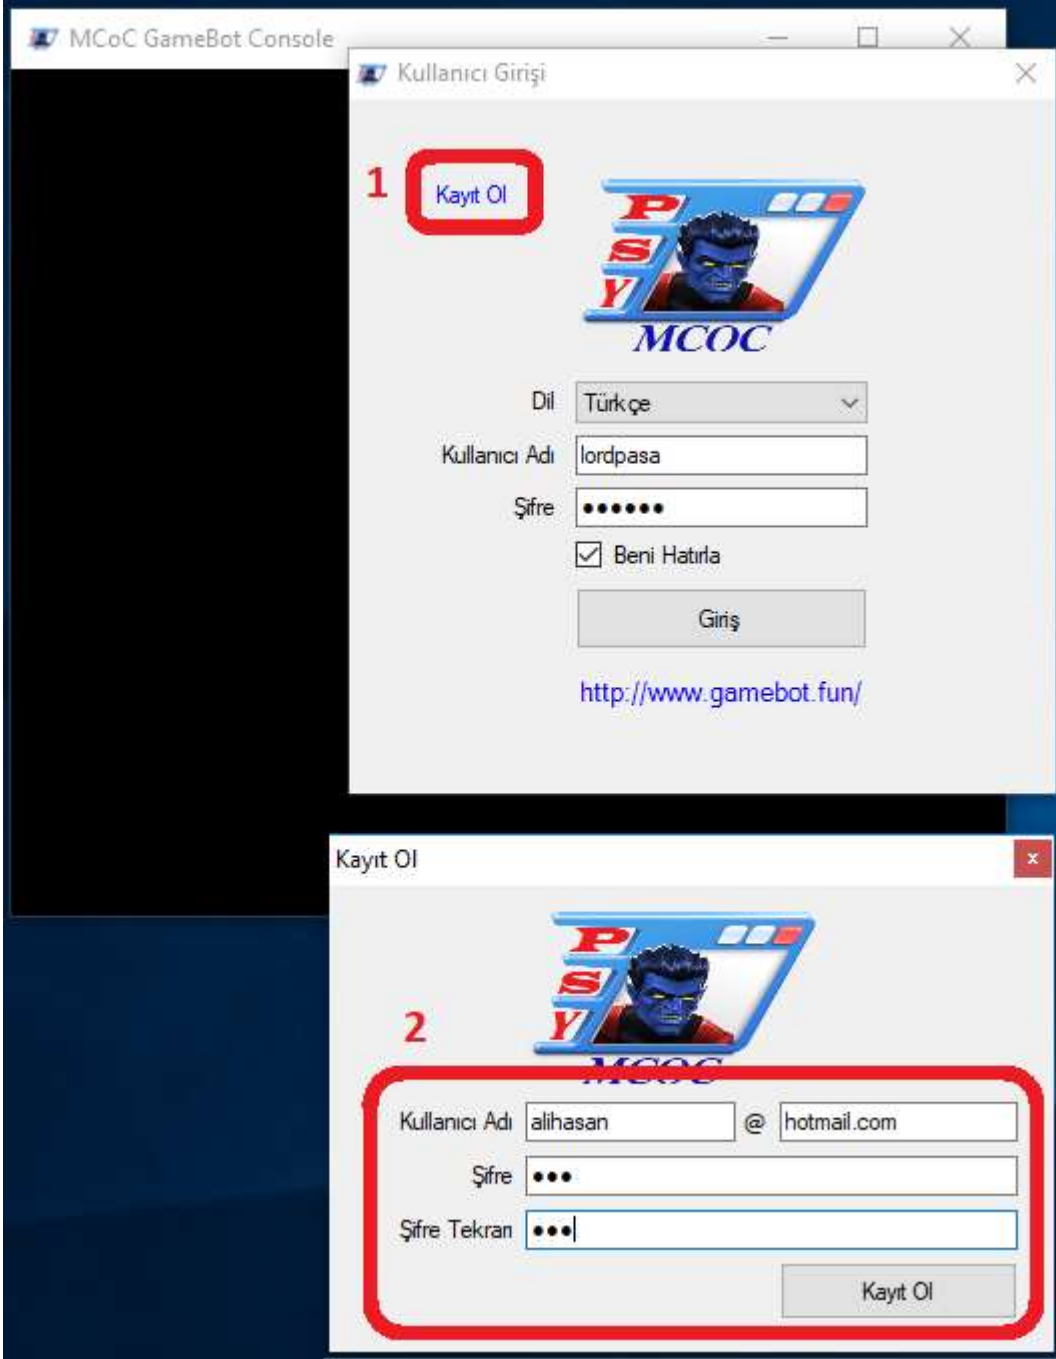 MCoC GameBot Console
Kullanıcı Girişi
1
Kayıt Ol
P
S
Y
MCOC
Dil Türkçe
Kullanıcı Adı lordpasa
Şifre ●●●●●●
Beni Hatırla
Giriş
http://www.gamebot.fun/
Kayıt Ol
x
P
S
Y
2
MCOC
Kullanıcı Adı alihasan @ hotmail.com
Şifre ●●●
Şifre Tekrarı ●●●
Kayıt Ol